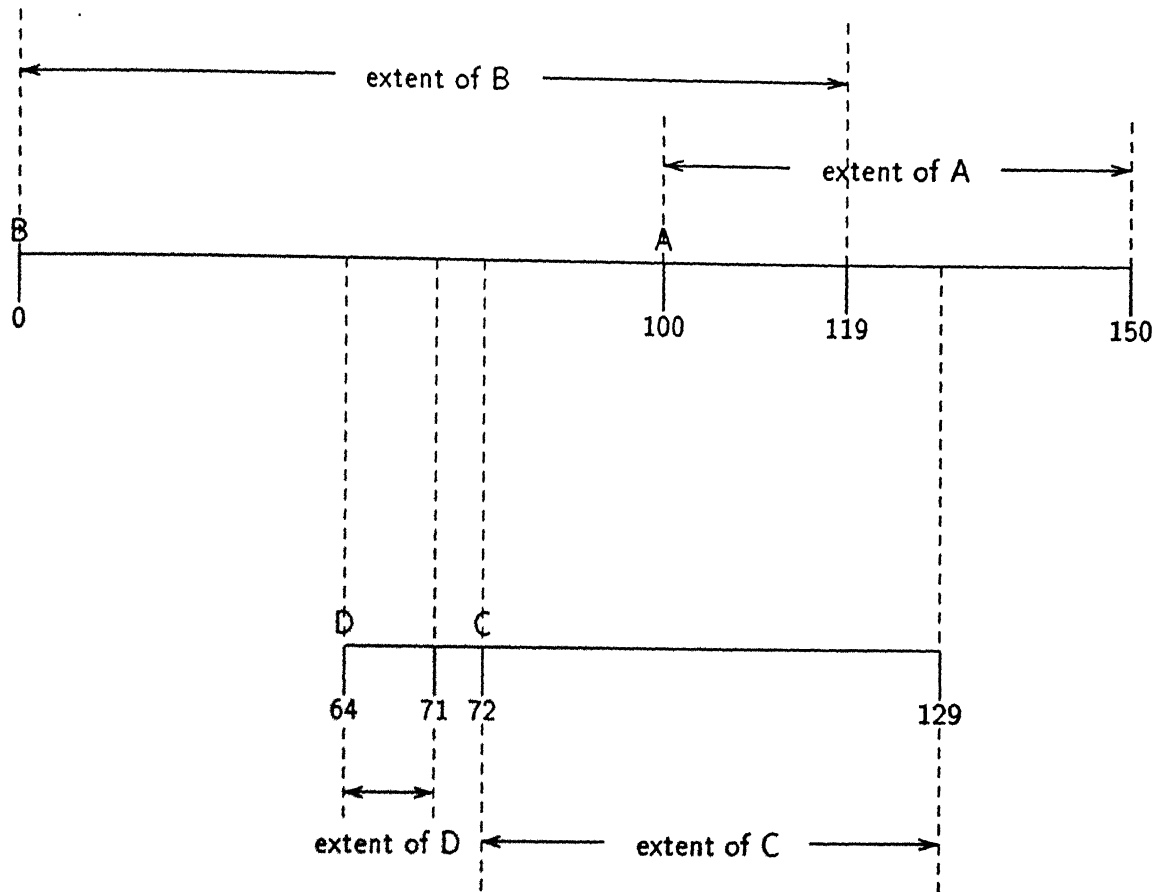 extent of B
extent of A
B
A
0
100
119
150
D
C
64
71
72
129
extent of D
extent of C